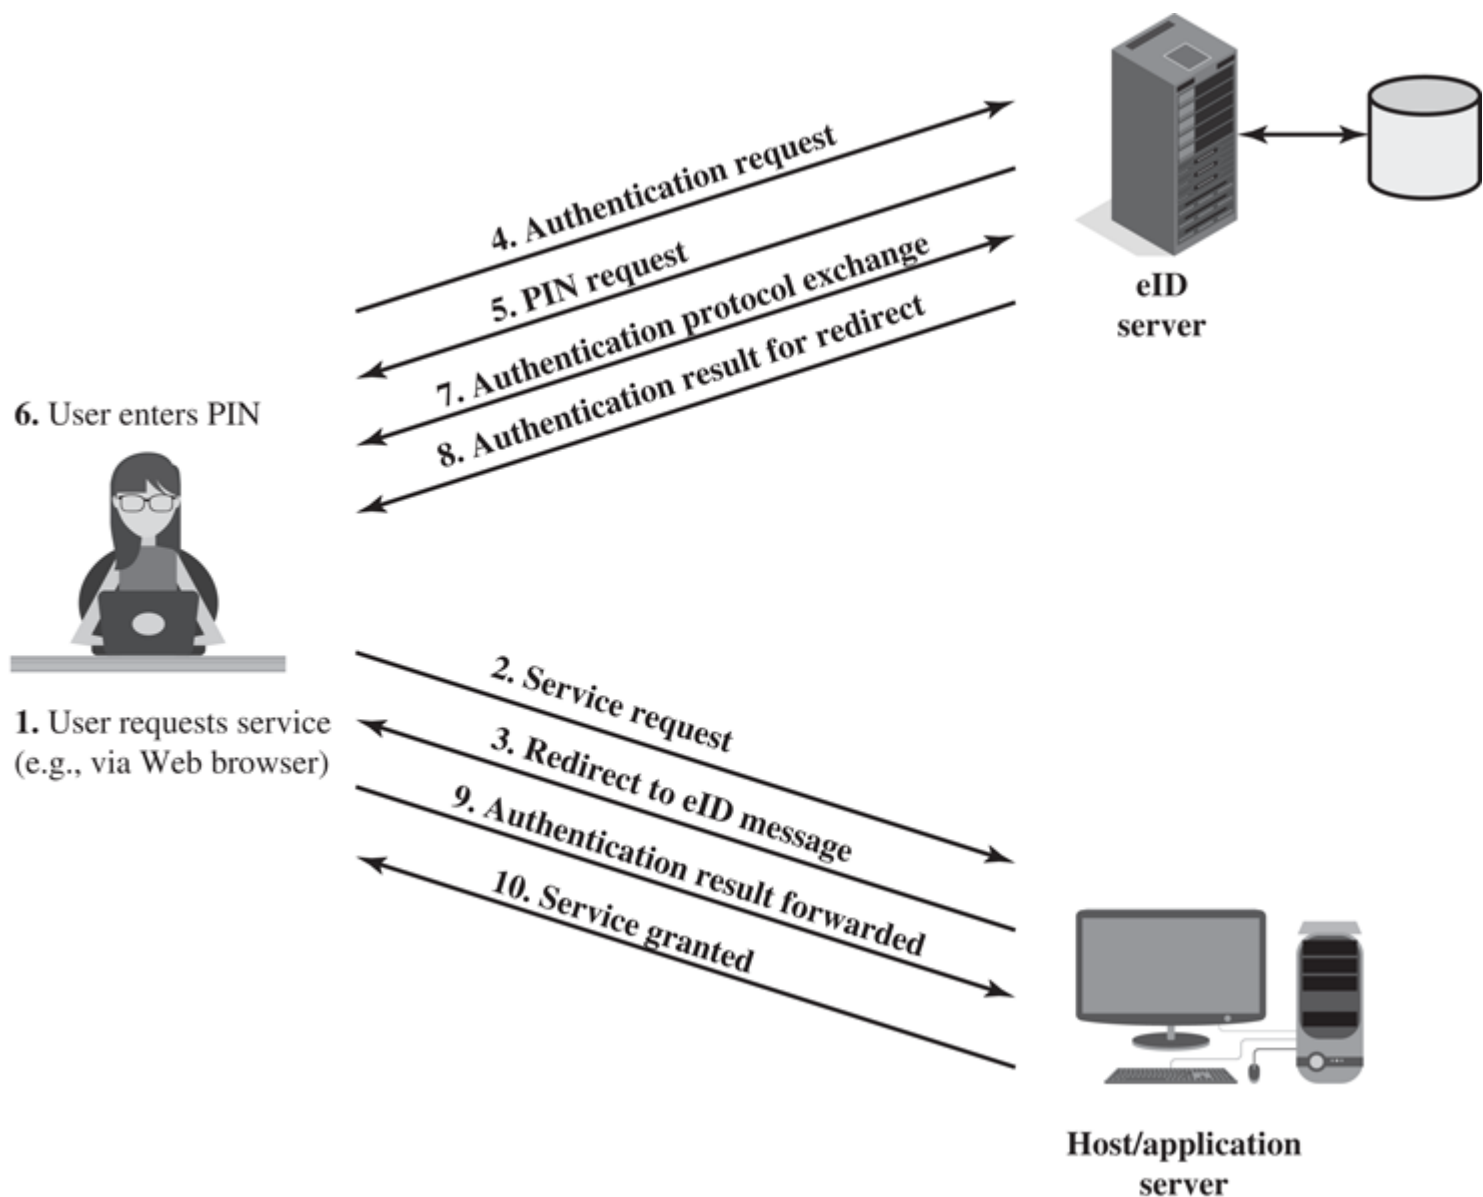 4. Authentication request
5. PIN request
7. Authentication protocol exchange
8. Authentication result for redirect
eID
server
6. User enters PIN
1. User requests service
(e.g., via Web browser)
2. Service request
3. Redirect to eID message
9. Authentication result forwarded
10. Service granted
Host/application
server